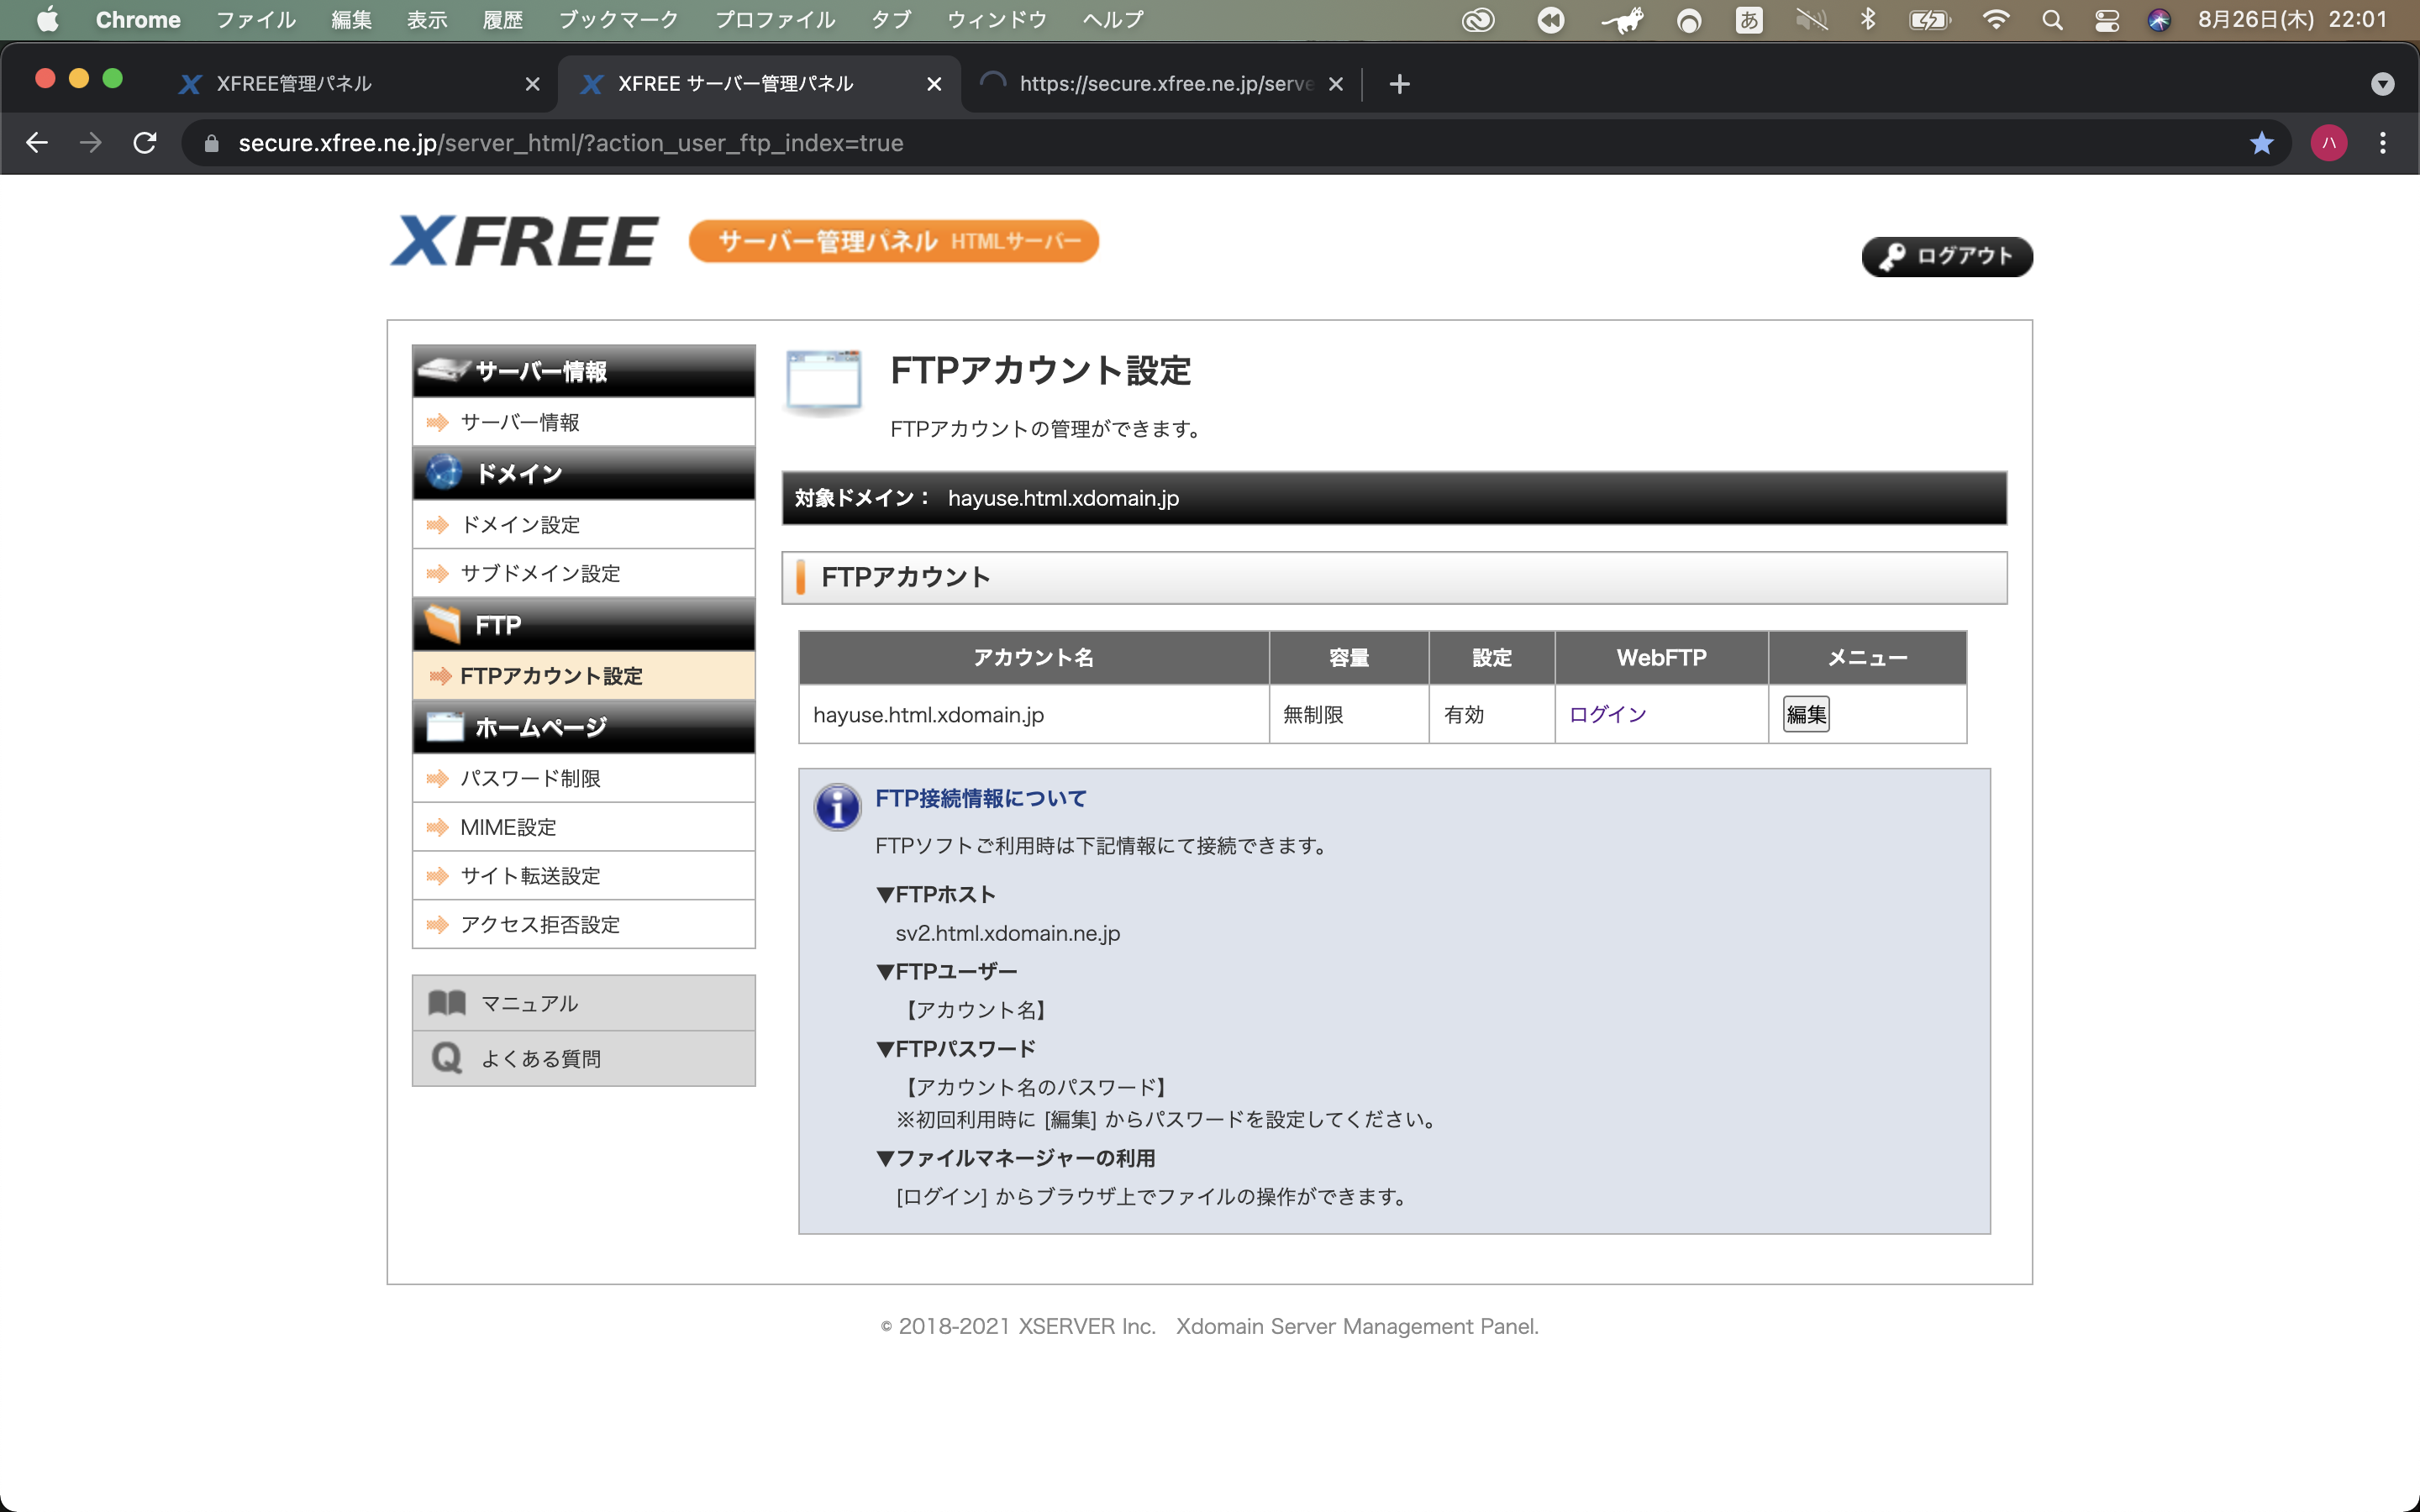 Chrome ファイル 編集 表示 履歴 ブックマーク プロファイル タブ ウィンドウ ヘルプ あ 8月26日(木) 22:01
XFREE管理パネル XFREE サーバー管理パネル https://secure.xfree.ne.jp/serve
secure.xfree.ne.jp/server_html/?action_user_ftp_index=true ハ
XFREE サーバー管理パネル HTMLサーバー ログアウト
サーバー情報
サーバー情報
ドメイン
ドメイン設定
サブドメイン設定
FTP
FTPアカウント設定
ホームページ
パスワード制限
MIME設定
サイト転送設定
アクセス拒否設定
マニュアル
よくある質問
FTPアカウント設定
FTPアカウントの管理ができます。
対象ドメイン： hayuse.html.xdomain.jp
FTPアカウント
アカウント名 容量 設定 WebFTP メニュー
hayuse.html.xdomain.jp 無制限 有効 ログイン 編集
FTP接続情報について
FTPソフトご利用時は下記情報にて接続できます。
▼FTPホスト
sv2.html.xdomain.ne.jp
▼FTPユーザー
【アカウント名】
▼FTPパスワード
【アカウント名のパスワード】
※初回利用時に [編集] からパスワードを設定してください。
▼ファイルマネージャーの利用
[ログイン] からブラウザ上でファイルの操作ができます。
© 2018-2021 XSERVER Inc. Xdomain Server Management Panel.